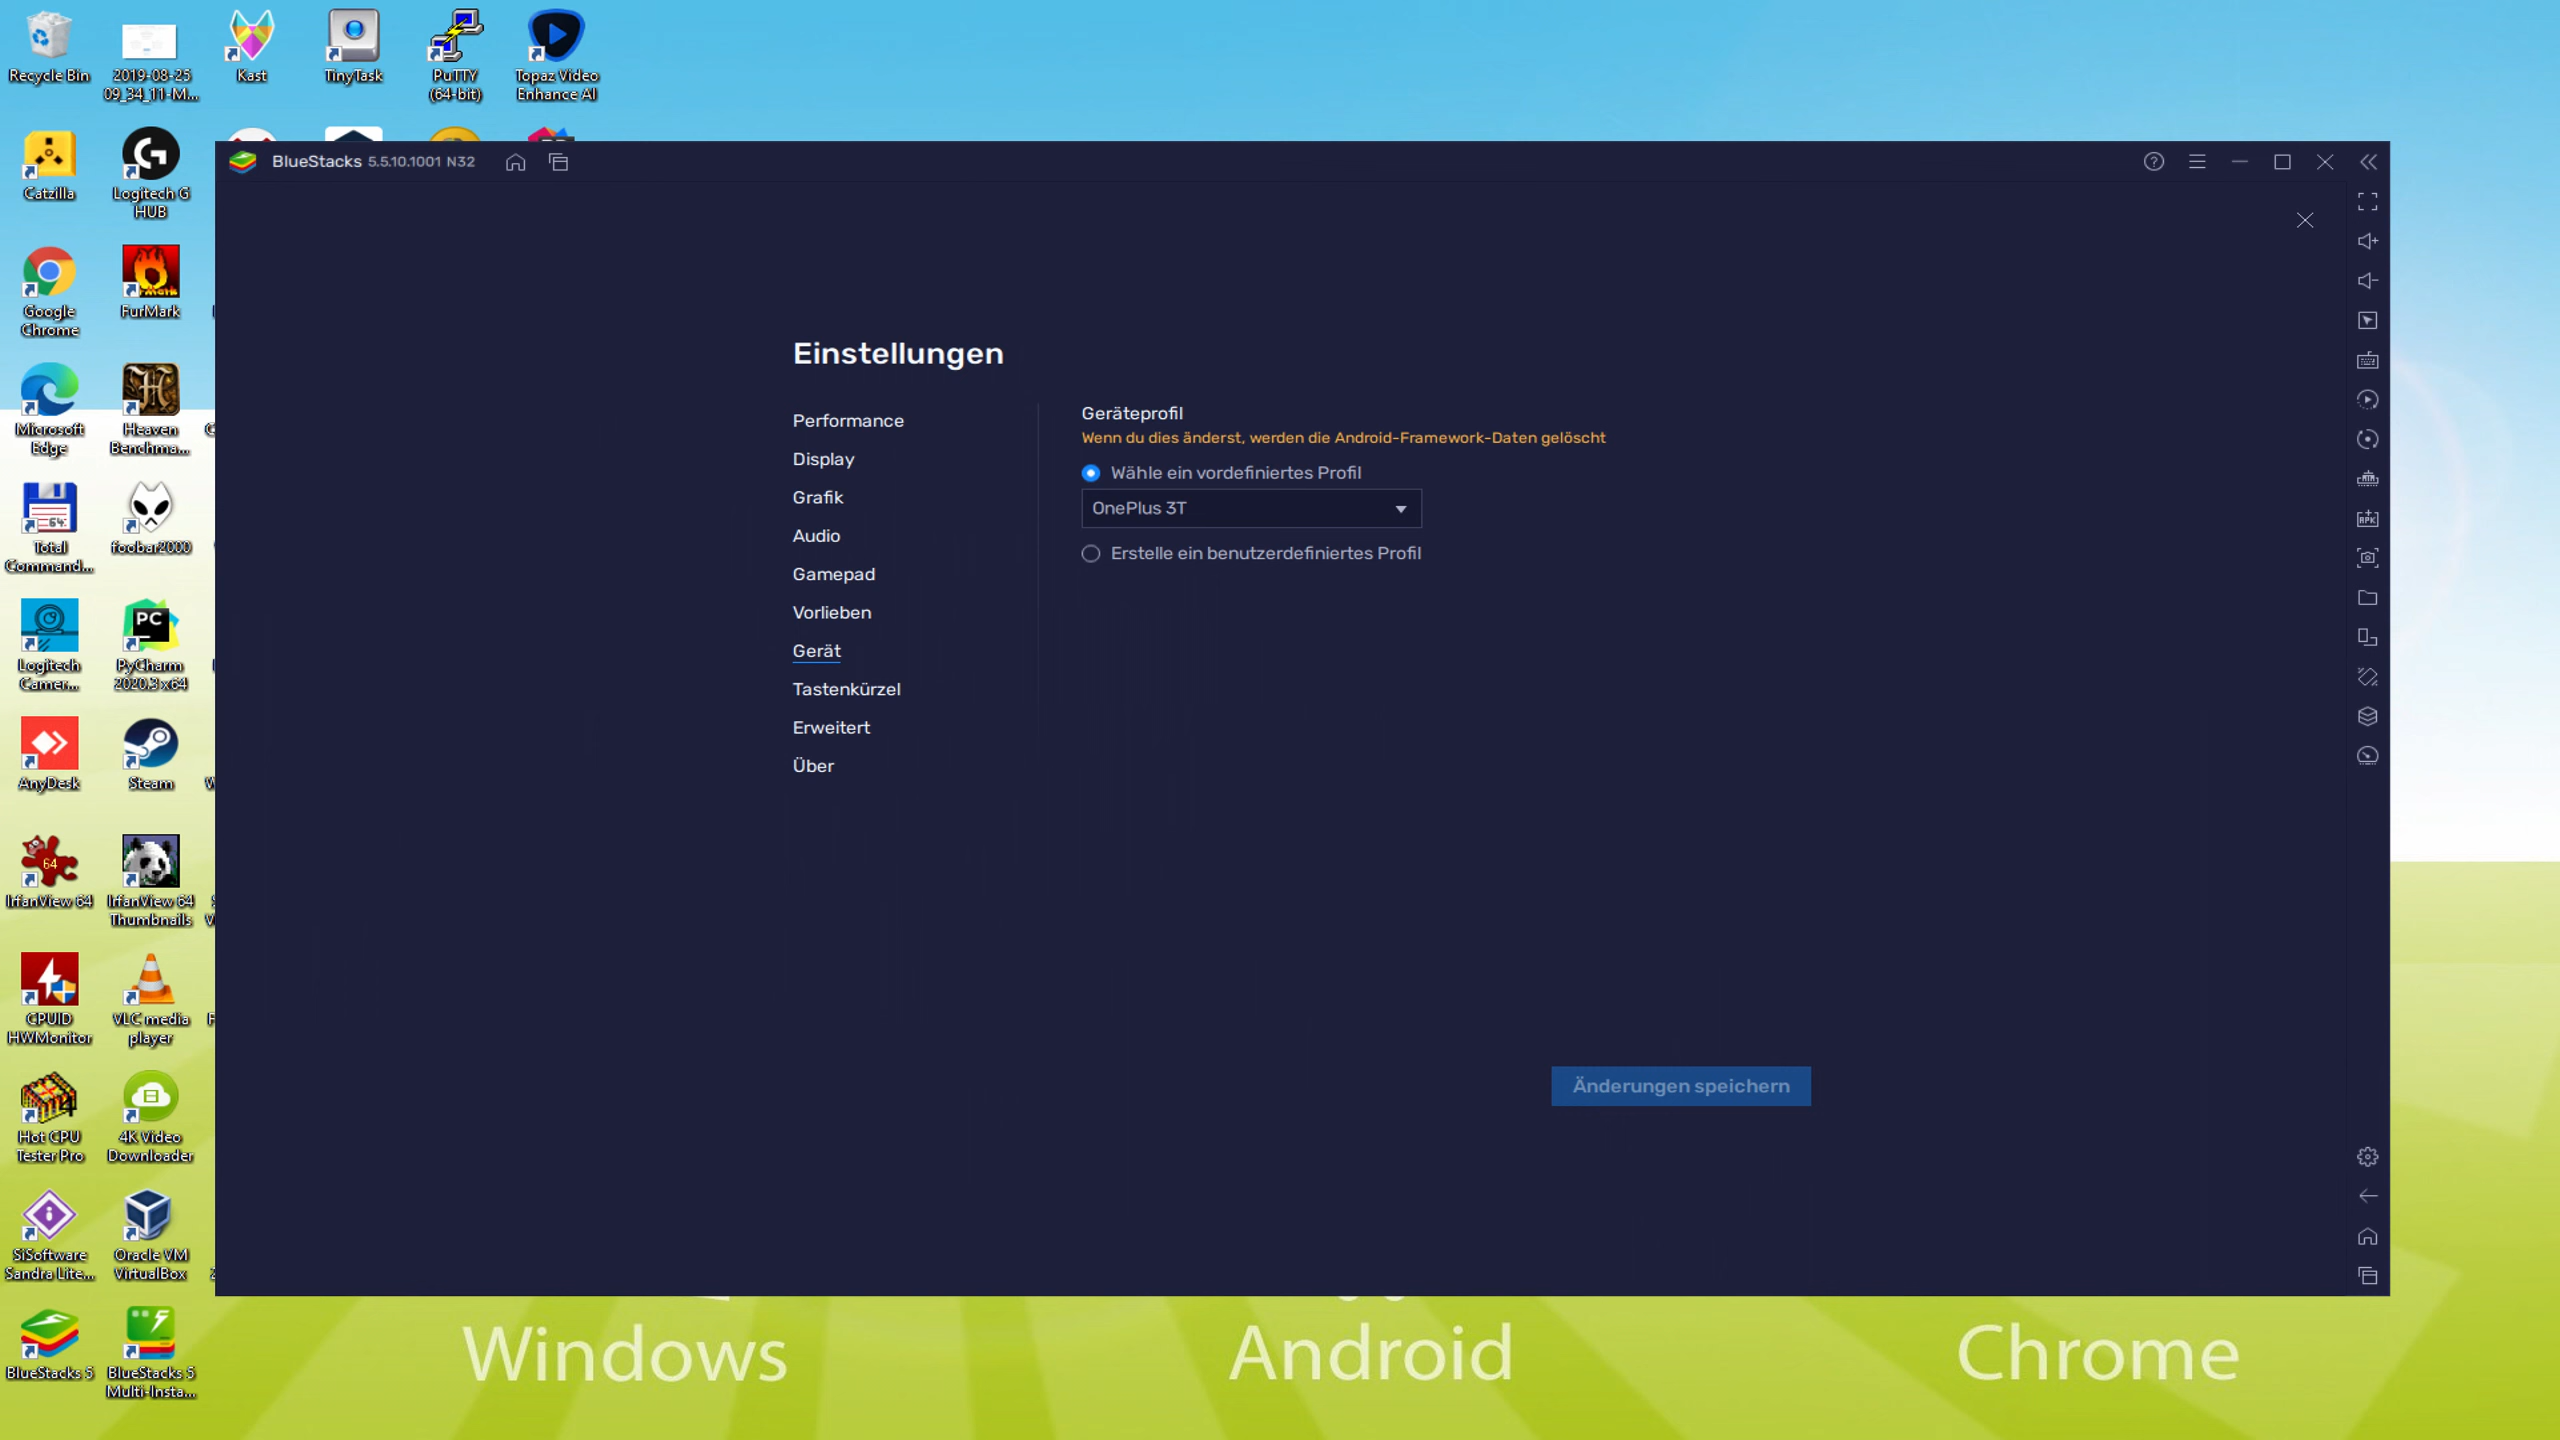 Recycle Bin
2019-08-25
09_34_11-M...
Kast
TinyTask
PuTTY
(64-bit)
Topaz Video
Enhance AI
Catzilla
Logitech G
HUB
Google
Chrome
FurMark
Microsoft
Edge
Heaven
Benchma...
Total
Command...
foobar2000
Logitech
Camer...
PyCharm
2020.3 x64
AnyDesk
Steam
IrfanView 64
IrfanView 64
Thumbnails
CPUID
HWMonitor
VLC media
player
Hot CPU
Tester Pro
4K Video
Downloader
SiSoftware
Sandra Lite...
Oracle VM
VirtualBox
BlueStacks 5
BlueStacks 5
Multi-Insta...
BlueStacks 5.5.10.1001 N32
Einstellungen
Performance
Display
Grafik
Audio
Gamepad
Vorlieben
Gerät
Tastenkürzel
Erweitert
Über
Geräteprofil
Wenn du dies änderst, werden die Android-Framework-Daten gelöscht
Wähle ein vordefiniertes Profil
OnePlus 3T
Erstelle ein benutzerdefiniertes Profil
Änderungen speichern
Windows
Android
Chrome